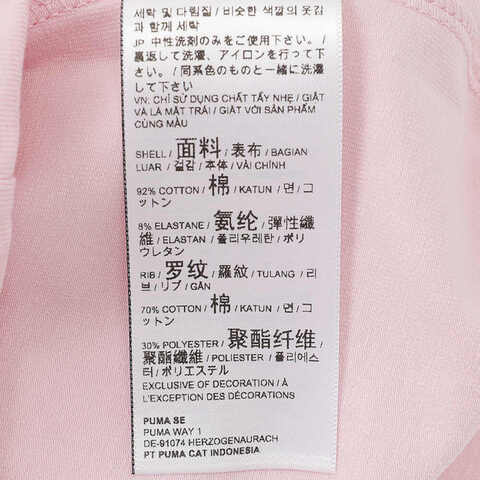 세탁 및 다림질 / 비슷한 색깔의 옷감
과 함께 세탁
JP 中性洗剤のみをご使用下さい。/
裏返して洗濯、アイロンを行って下
さい。/ 同系色のものと一緒に洗濯
して下さい
VN: CHỈ SỬ DỤNG CHẤT TẨY NHẸ / GIẶT
VÀ LÀ MẶT TRÁI / GIẶT VỚI SẢN PHẨM
CÙNG MÀU
SHELL / 面料 / 表布 / BAGIAN
LUAR / 겉감 / 本体 / VẢI CHÍNH
92% COTTON / 棉 / KATUN / 면 / コ
ットン
8% ELASTANE / 氨纶 / 彈性纖
維 / ELASTAN / 폴리우레탄 / ポリ
ウレタン
RIB / 罗纹 / 羅紋 / TULANG / 리
브 / リブ / GÂN
70% COTTON / 棉 / KATUN / 면 / コ
ットン
30% POLYESTER / 聚酯纤维 /
聚酯纖維 / POLIESTER / 폴리에스
터 / ポリエステル
EXCLUSIVE OF DECORATION / À
L'EXCEPTION DES DÉCORATIONS
PUMA SE
PUMA WAY 1
DE-91074 HERZOGENAURACH
PT PUMA CAT INDONESIA